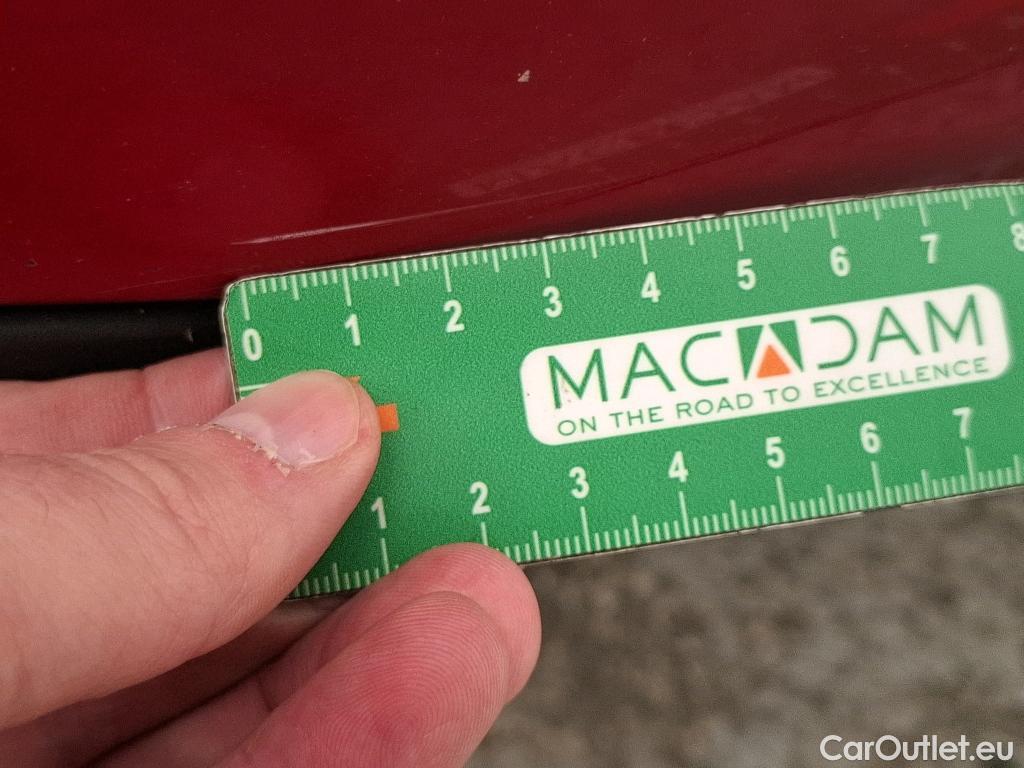 0 1 2 3 4 5 6 7 8
MACADAM
ON THE ROAD TO EXCELLENCE
1 2 3 4 5 6 7
CarOutlet.eu